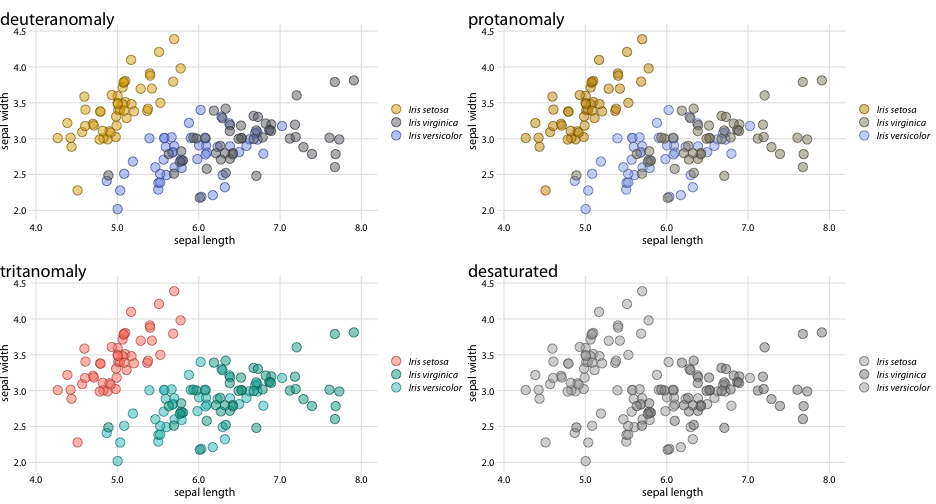 deuteranomaly
4.5
4.0
3.5
3.0
2.5
2.0
sepal width
4.0 5.0 6.0 7.0 8.0
sepal length
Iris setosa
Iris virginica
Iris versicolor
protanomaly
4.5
4.0
3.5
3.0
2.5
2.0
sepal width
4.0 5.0 6.0 7.0 8.0
sepal length
Iris setosa
Iris virginica
Iris versicolor
tritanomaly
4.5
4.0
3.5
3.0
2.5
2.0
sepal width
4.0 5.0 6.0 7.0 8.0
sepal length
Iris setosa
Iris virginica
Iris versicolor
desaturated
4.5
4.0
3.5
3.0
2.5
2.0
sepal width
4.0 5.0 6.0 7.0 8.0
sepal length
Iris setosa
Iris virginica
Iris versicolor